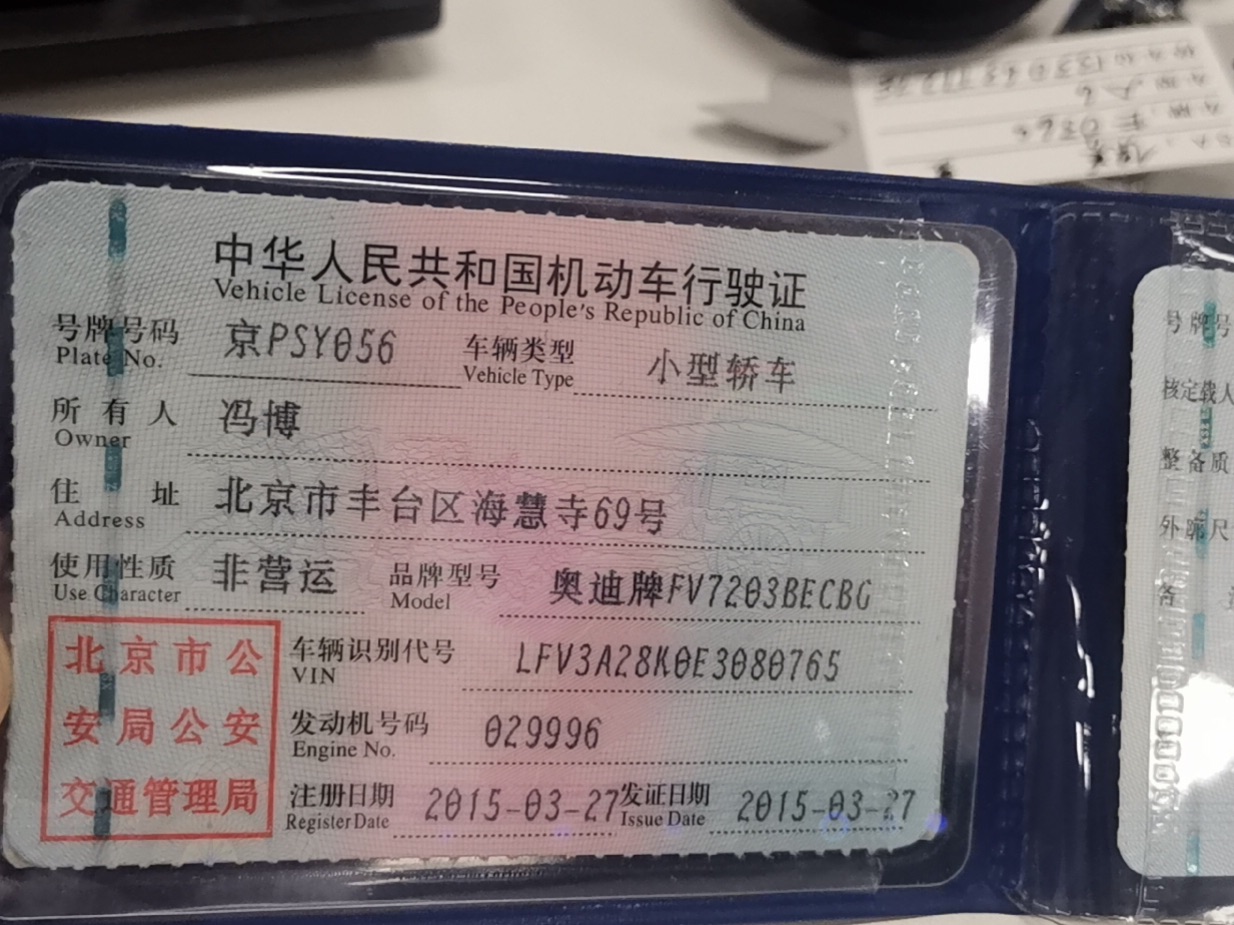 中华人民共和国机动车行驶证
Vehicle License of the People's Republic of China
号牌号码 京PSY056 车辆类型 小型轿车
Plate No. Vehicle Type
所有人 冯博
Owner
住址 北京市丰台区海慧寺69号
Address
使用性质 非营运 品牌型号 奥迪牌FV7203BECBG
Use Character Model
北京市公
安局公安
交通管理局
车辆识别代号 LFV3A28K0E3080765
VIN
发动机号码 029996
Engine No.
注册日期 2015-03-27 发证日期 2015-03-27
Register Date Issue Date
号牌号
核定载人
整备质
外廓尺
备